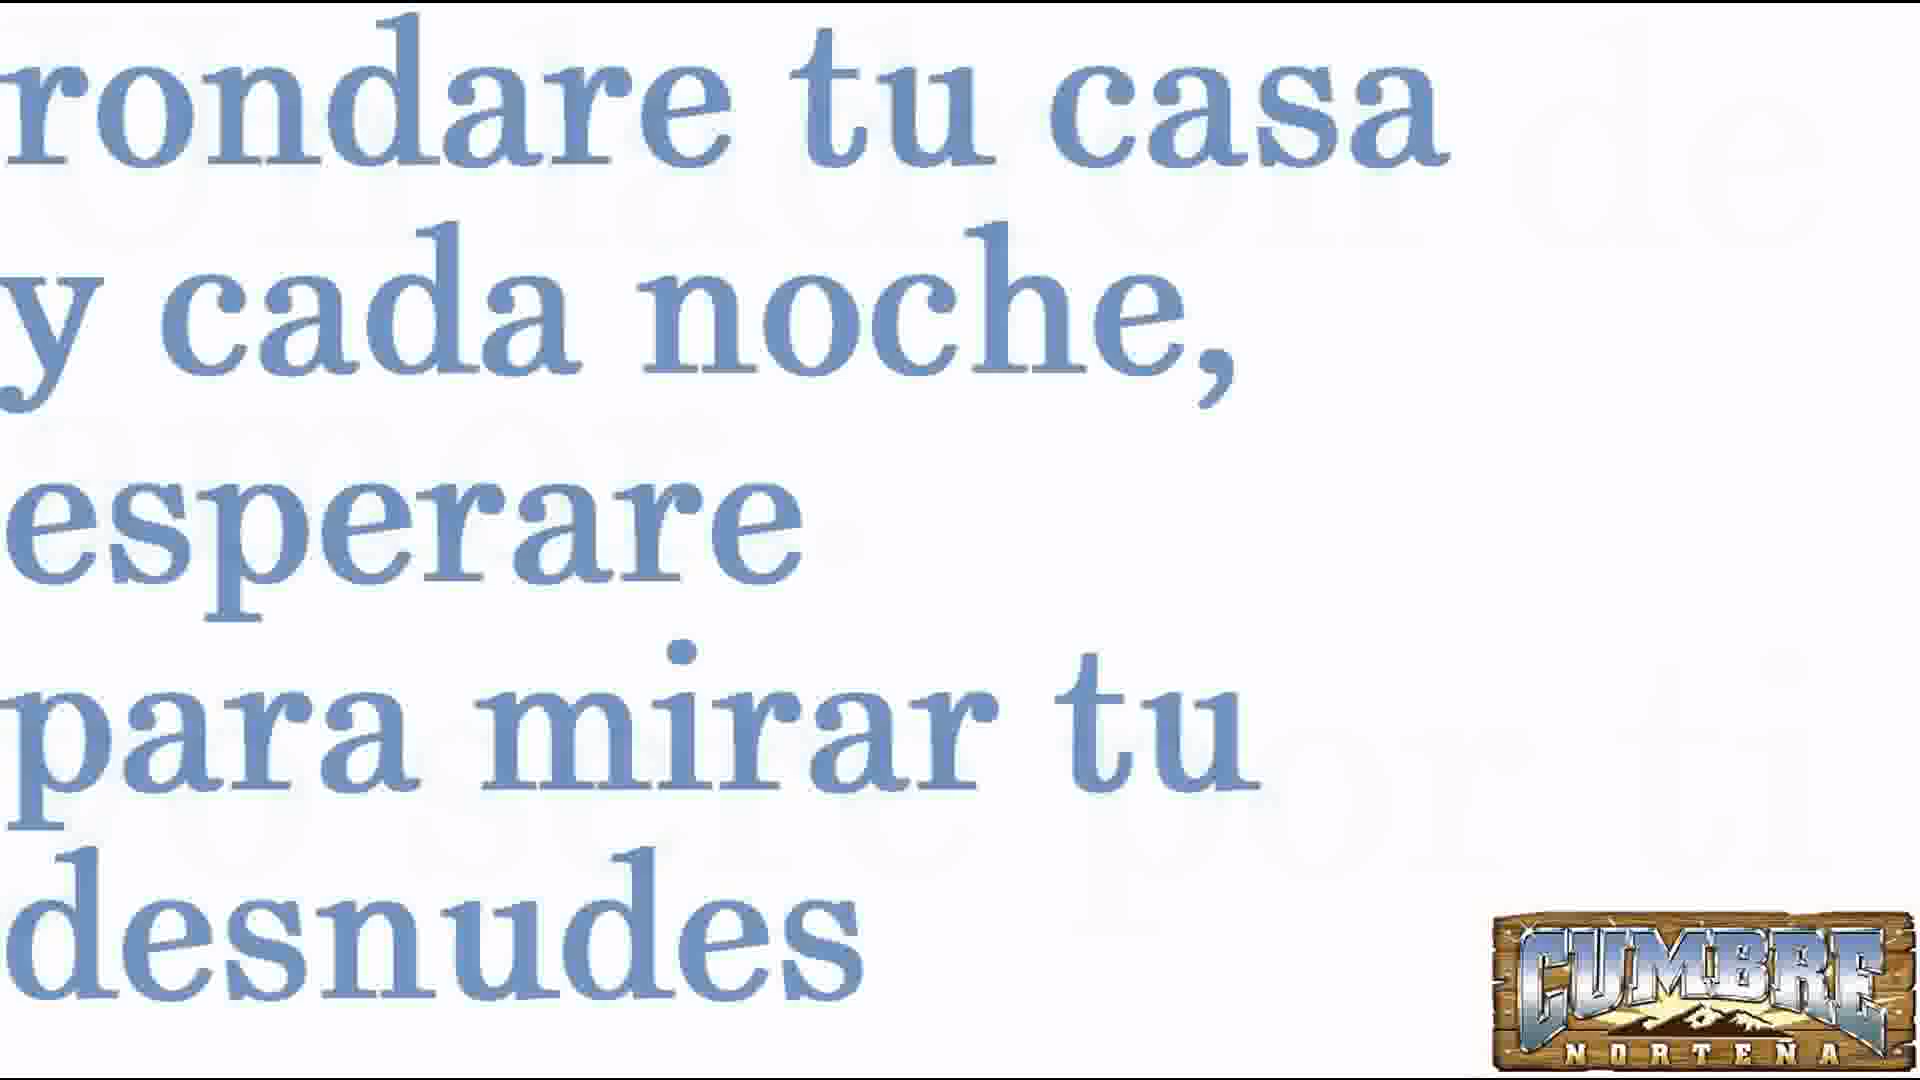 rondare tu casa
y cada noche,
esperare
para mirar tu
desnudes
CUMBRE
NORTEÑA